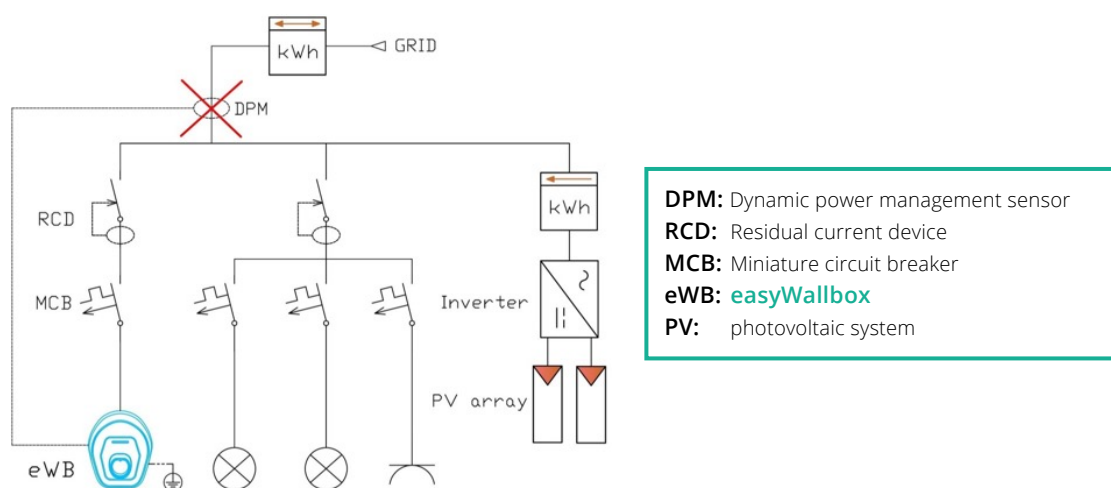 kWh
GRID
DPM
RCD
kWh
MCB
Inverter
PV array
eWB
DPM: Dynamic power management sensor
RCD: Residual current device
MCB: Miniature circuit breaker
eWB: easyWallbox
PV: photovoltaic system